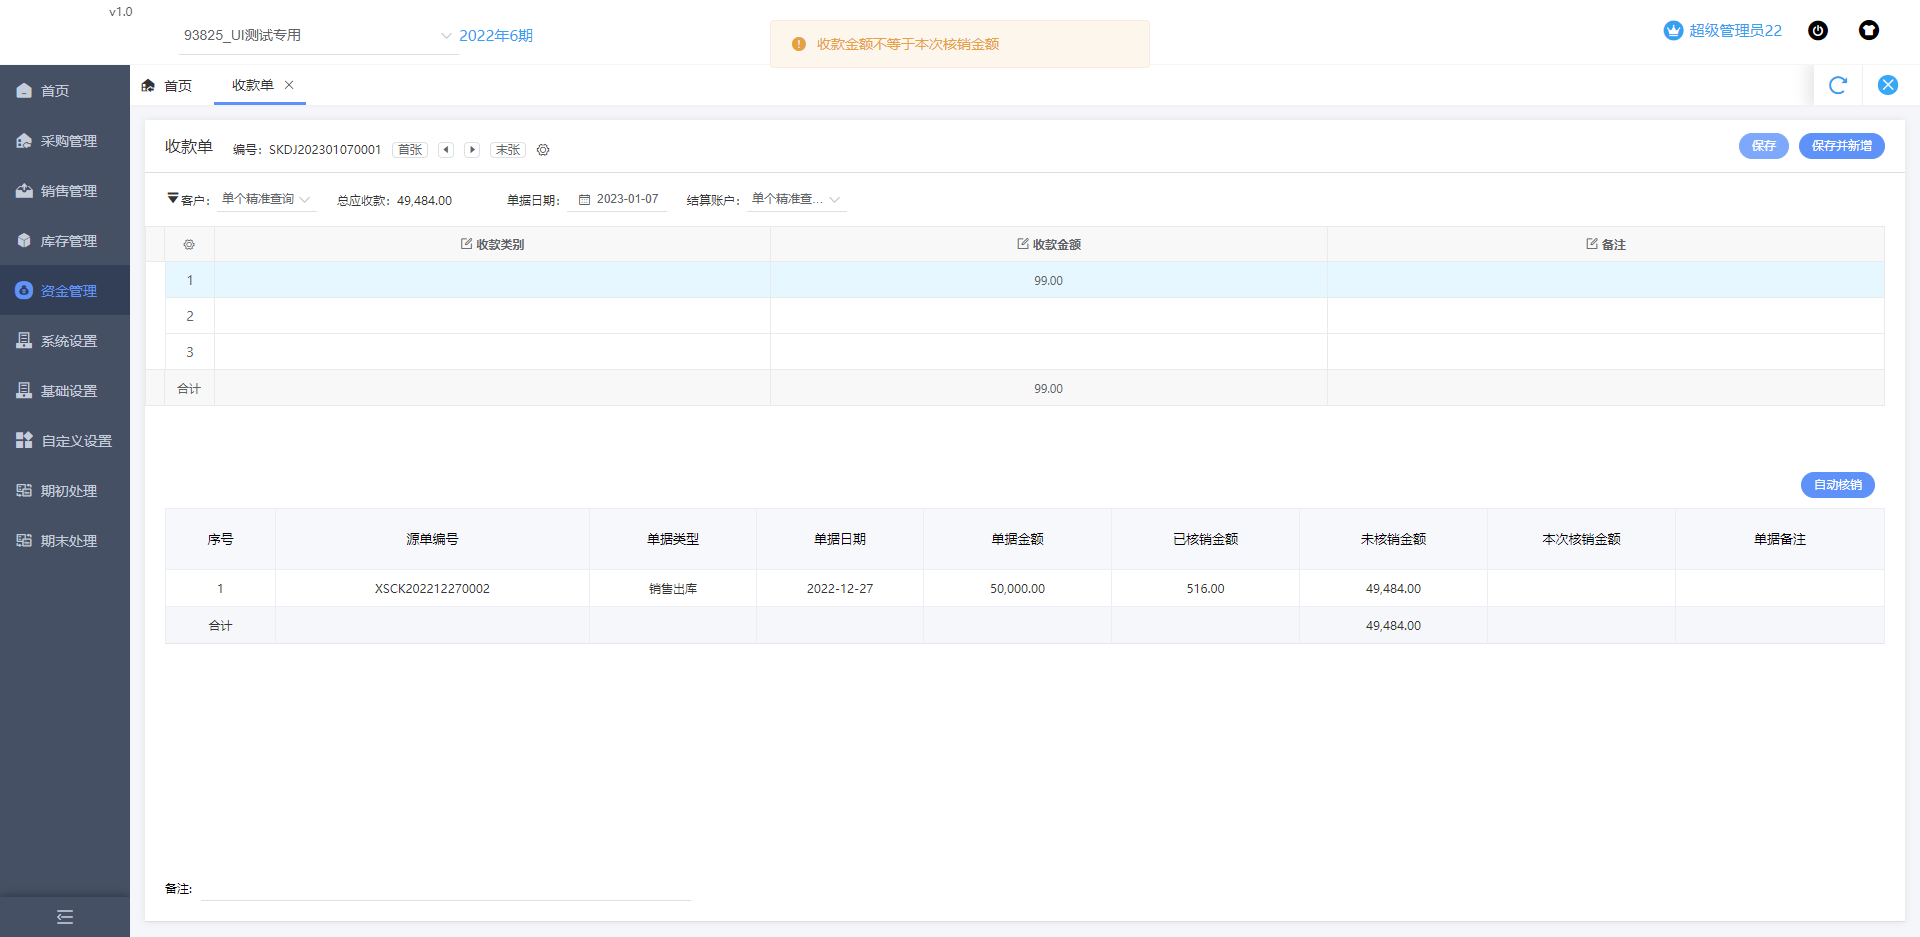 v1.0
93825_UI测试专用
2022年6期
收款金额不等于本次核销金额
超级管理员22
首页
采购管理
销售管理
库存管理
资金管理
系统设置
基础设置
自定义设置
期初处理
期末处理
首页
收款单
收款单
编号: SKDJ202301070001
首张
末张
保存
保存并新增
客户: 单个精准查询
总应收款: 49,484.00
单据日期: 2023-01-07
结算账户: 单个精准查...
收款类别 收款金额 备注
1 99.00
2
3
合计 99.00
自动核销
序号 源单编号 单据类型 单据日期 单据金额 已核销金额 未核销金额 本次核销金额 单据备注
1 XSCK202212270002 销售出库 2022-12-27 50,000.00 516.00 49,484.00
合计 49,484.00
备注: